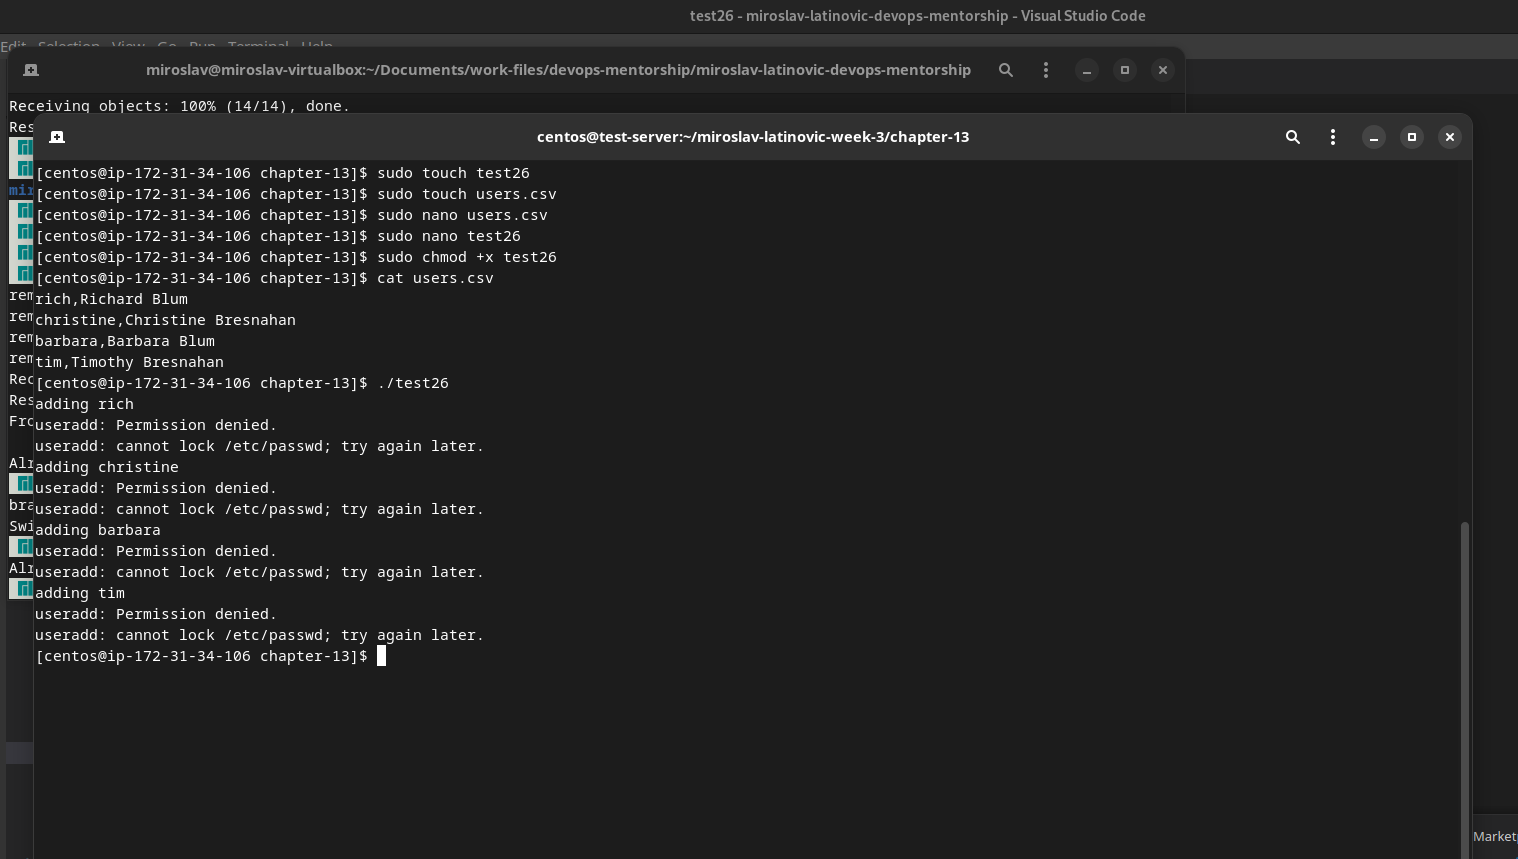 test26 - miroslav-latinovic-devops-mentorship - Visual Studio Code
Edit Selection View Go Run Terminal Help
miroslav@miroslav-virtualbox:~/Documents/work-files/devops-mentorship/miroslav-latinovic-devops-mentorship
Receiving objects: 100% (14/14), done.
Res
mir
rem
rem
rem
rem
Rec
Res
Fro
Alr
bra
Swi
Alr
centos@test-server:~/miroslav-latinovic-week-3/chapter-13
[centos@ip-172-31-34-106 chapter-13]$ sudo touch test26
[centos@ip-172-31-34-106 chapter-13]$ sudo touch users.csv
[centos@ip-172-31-34-106 chapter-13]$ sudo nano users.csv
[centos@ip-172-31-34-106 chapter-13]$ sudo nano test26
[centos@ip-172-31-34-106 chapter-13]$ sudo chmod +x test26
[centos@ip-172-31-34-106 chapter-13]$ cat users.csv
rich,Richard Blum
christine,Christine Bresnahan
barbara,Barbara Blum
tim,Timothy Bresnahan
[centos@ip-172-31-34-106 chapter-13]$ ./test26
adding rich
useradd: Permission denied.
useradd: cannot lock /etc/passwd; try again later.
adding christine
useradd: Permission denied.
useradd: cannot lock /etc/passwd; try again later.
adding barbara
useradd: Permission denied.
useradd: cannot lock /etc/passwd; try again later.
adding tim
useradd: Permission denied.
useradd: cannot lock /etc/passwd; try again later.
[centos@ip-172-31-34-106 chapter-13]$
Market